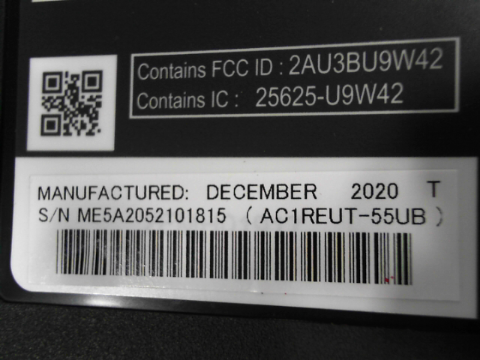 Contains FCC ID : 2AU3BU9W42
Contains IC : 25625-U9W42
MANUFACTURED: DECEMBER 2020 T
S/N ME5A2052101815 ( AC1REUT-55UB )